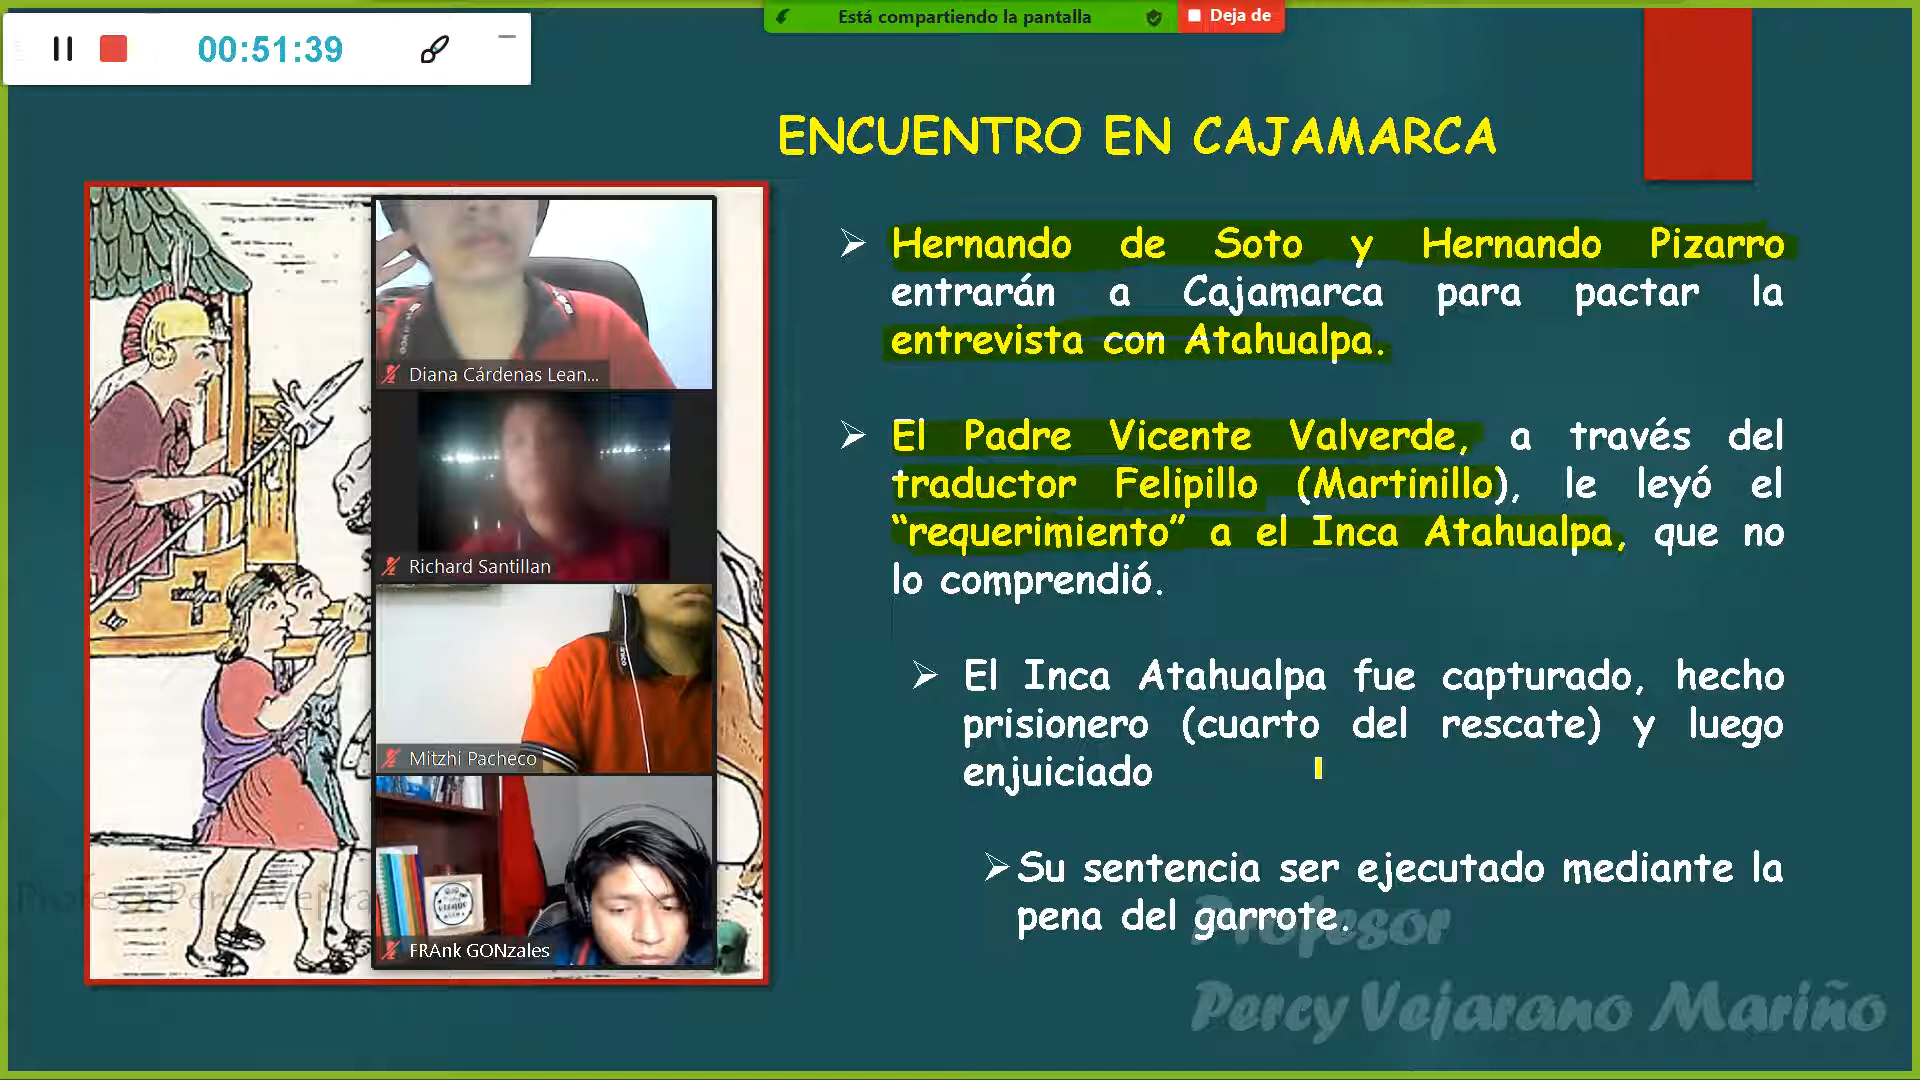 Está compartiendo la pantalla
Deja de
00:51:39
ENCUENTRO EN CAJAMARCA
Hernando de Soto y Hernando Pizarro
entrarán a Cajamarca para pactar la
entrevista con Atahualpa.
El Padre Vicente Valverde, a través del
traductor Felipillo (Martinillo), le leyó el
“requerimiento” a el Inca Atahualpa, que no
lo comprendió.
El Inca Atahualpa fue capturado, hecho
prisionero (cuarto del rescate) y luego
enjuiciado
Su sentencia ser ejecutado mediante la
pena del garrote.
Diana Cárdenas Lean...
Richard Santillan
Mitzhi Pacheco
FRAnk GONzales
Profesor Percy Vejara
Profesor
Percy Vejarano Mariño